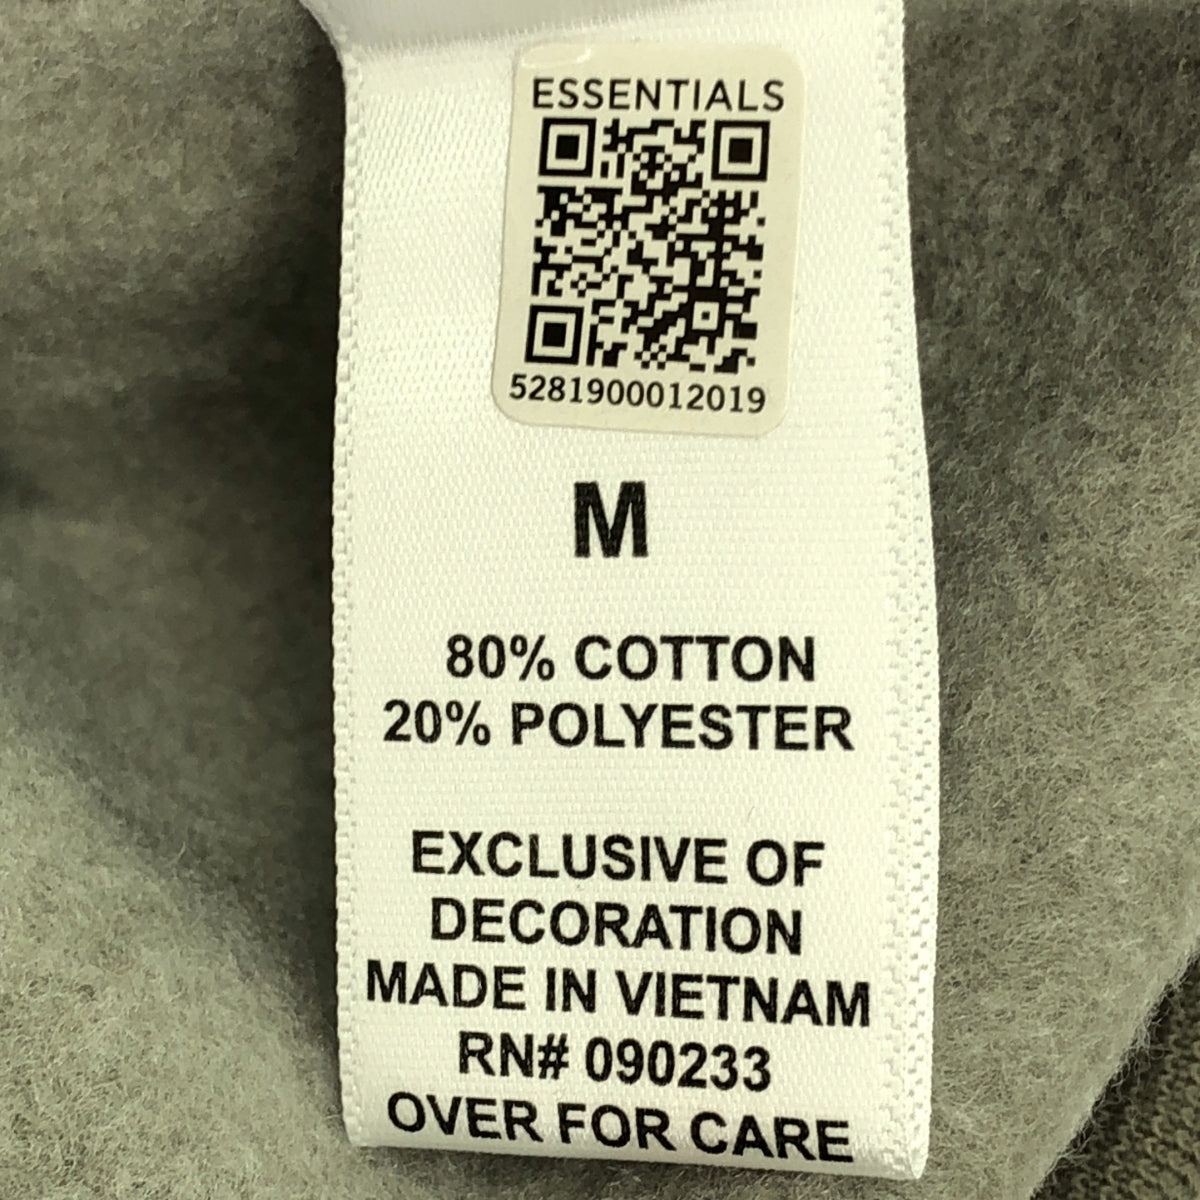 ESSENTIALS
5281900012019
M
80% COTTON
20% POLYESTER
EXCLUSIVE OF
DECORATION
MADE IN VIETNAM
RN# 090233
OVER FOR CARE